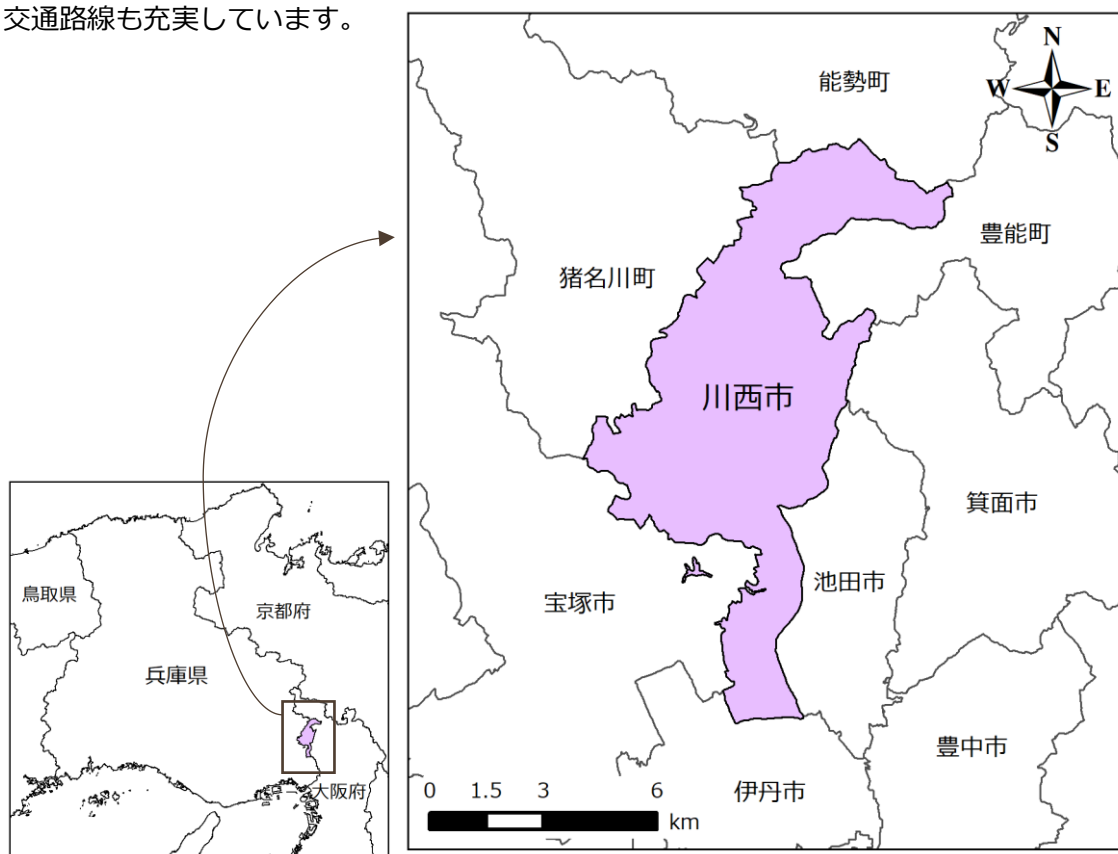 交通路線も充実しています。
N
W E
S
能勢町
豊能町
猪名川町
川西市
箕面市
池田市
宝塚市
豊中市
伊丹市
0 1.5 3 6
km
鳥取県
京都府
兵庫県
大阪府